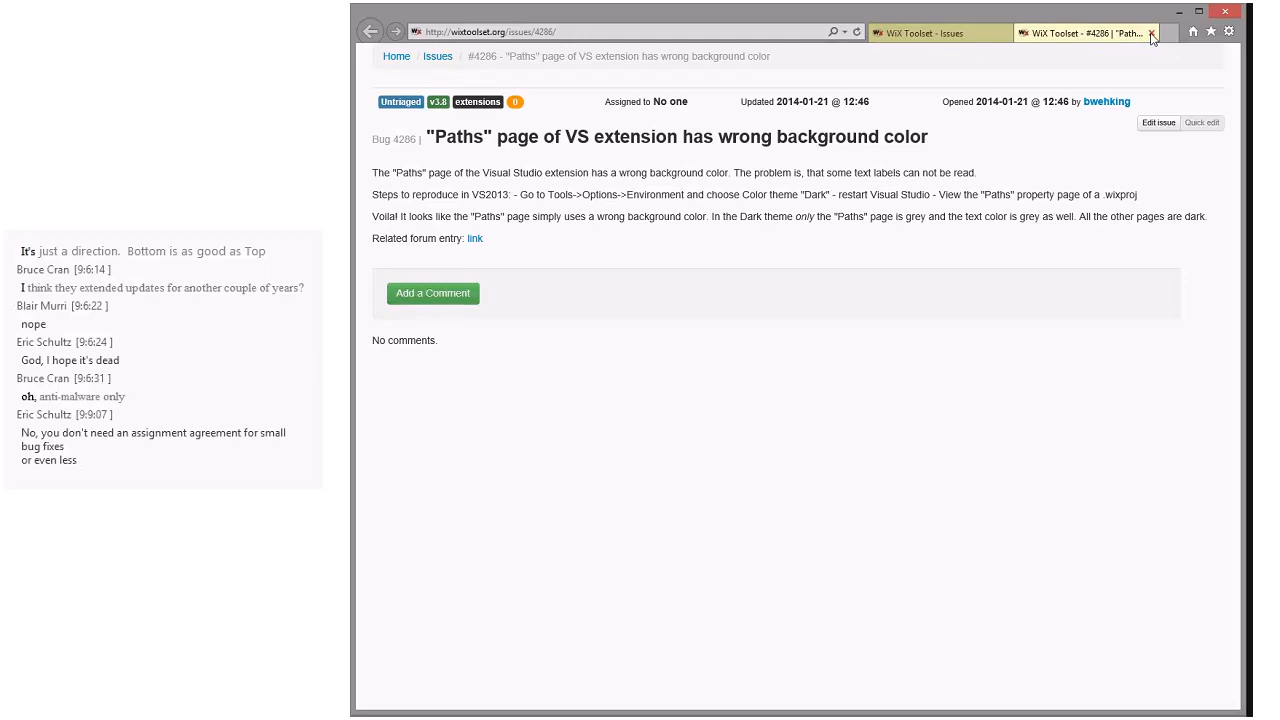 http://wixtoolset.org/issues/4286/
WiX Toolset - Issues
WiX Toolset - #4286 | "Path...
Home / Issues / #4286 - "Paths" page of VS extension has wrong background color
Untriaged v3.8 extensions 0
Assigned to No one
Updated 2014-01-21 @ 12:46
Opened 2014-01-21 @ 12:46 by bwehking
Edit issue Quick edit
Bug 4286 | "Paths" page of VS extension has wrong background color
The "Paths" page of the Visual Studio extension has a wrong background color. The problem is, that some text labels can not be read.
Steps to reproduce in VS2013: - Go to Tools->Options->Environment and choose Color theme "Dark" - restart Visual Studio - View the "Paths" property page of a .wixproj
Voila! It looks like the "Paths" page simply uses a wrong background color. In the Dark theme only the "Paths" page is grey and the text color is grey as well. All the other pages are dark.
Related forum entry: link
Add a Comment
No comments.
It's just a direction. Bottom is as good as Top
Bruce Cran [9:6:14 ]
I think they extended updates for another couple of years?
Blair Murri [9:6:22 ]
nope
Eric Schultz [9:6:24 ]
God, I hope it's dead
Bruce Cran [9:6:31 ]
oh, anti-malware only
Eric Schultz [9:9:07 ]
No, you don't need an assignment agreement for small
bug fixes
or even less